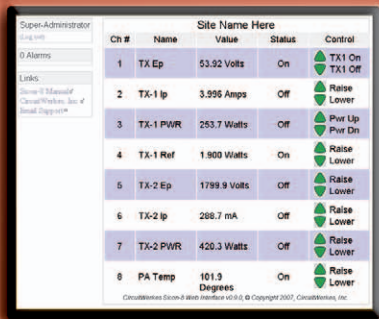 Super-Administrator
(Log out)
0 Alarms
Links
Sicon-8 Manual
CircuitWerkes, Inc
Email Support
Site Name Here
Ch # Name Value Status Control
1 TX Ep 53.92 Volts On TX1 On
TX1 Off
2 TX-1 Ip 3.996 Amps Off Raise
Lower
3 TX-1 PWR 253.7 Watts Off Pwr Up
Pwr Dn
4 TX-1 Ref 1.900 Watts On Raise
Lower
5 TX-2 Ep 1799.9 Volts Off Raise
Lower
6 TX-2 Ip 288.7 mA Off Raise
Lower
7 TX-2 PWR 420.3 Watts Off Raise
Lower
8 PA Temp 101.9 Degrees On Raise
Lower
CircuitWerkes Sicon-8 Web Interface v0.9.0, © Copyright 2007, CircuitWerkes, Inc.